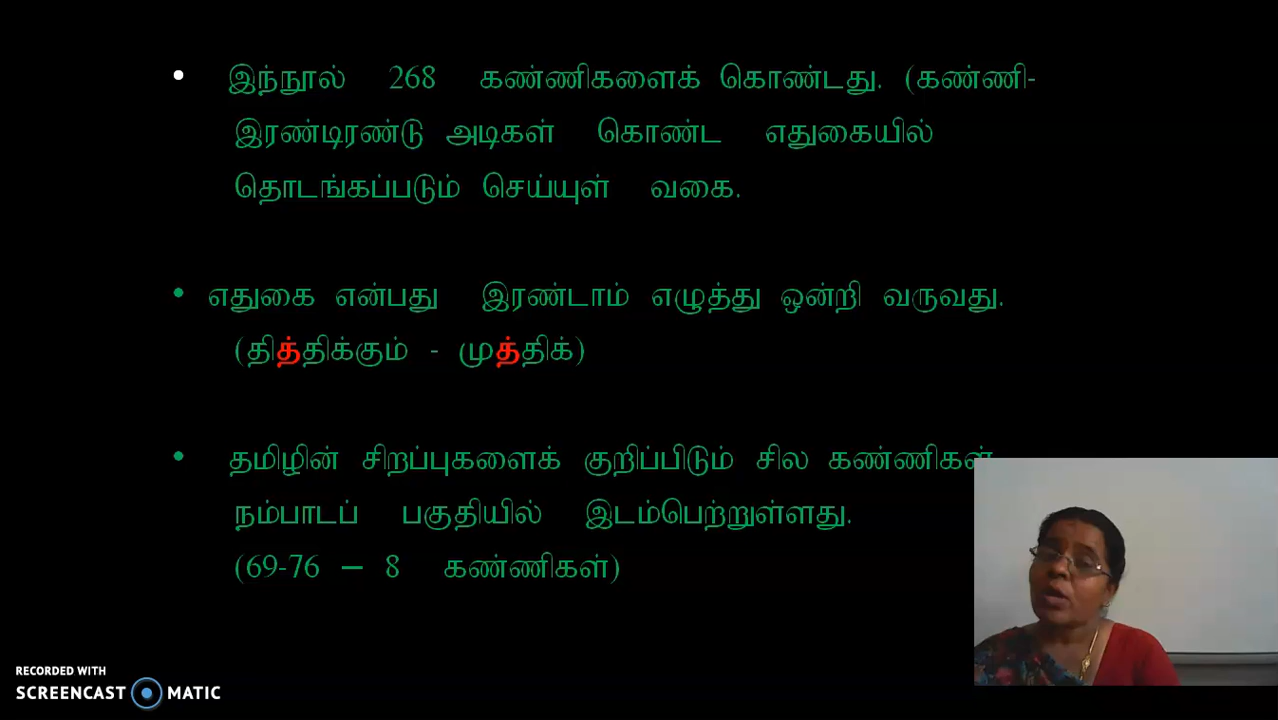 இந்நூல் 268 கண்ணிகளைக் கொண்டது. (கண்ணி-
இரண்டிரண்டு அடிகள் கொண்ட எதுகையில்
தொடங்கப்படும் செய்யுள் வகை.
எதுகை என்பது இரண்டாம் எழுத்து ஒன்றி வருவது.
(தித்திக்கும் - முத்திக்)
தமிழின் சிறப்புகளைக் குறிப்பிடும் சில கண்ணிகள்
நம்பாடப் பகுதியில் இடம்பெற்றுள்ளது.
(69-76 – 8 கண்ணிகள்)
RECORDED WITH
SCREENCAST MATIC